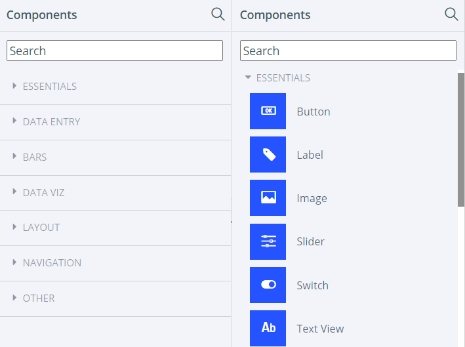 Components
Search
ESSENTIALS
DATA ENTRY
BARS
DATA VIZ
LAYOUT
NAVIGATION
OTHER
Components
Search
ESSENTIALS
OK Button
Label
Image
Slider
Switch
Ab Text View